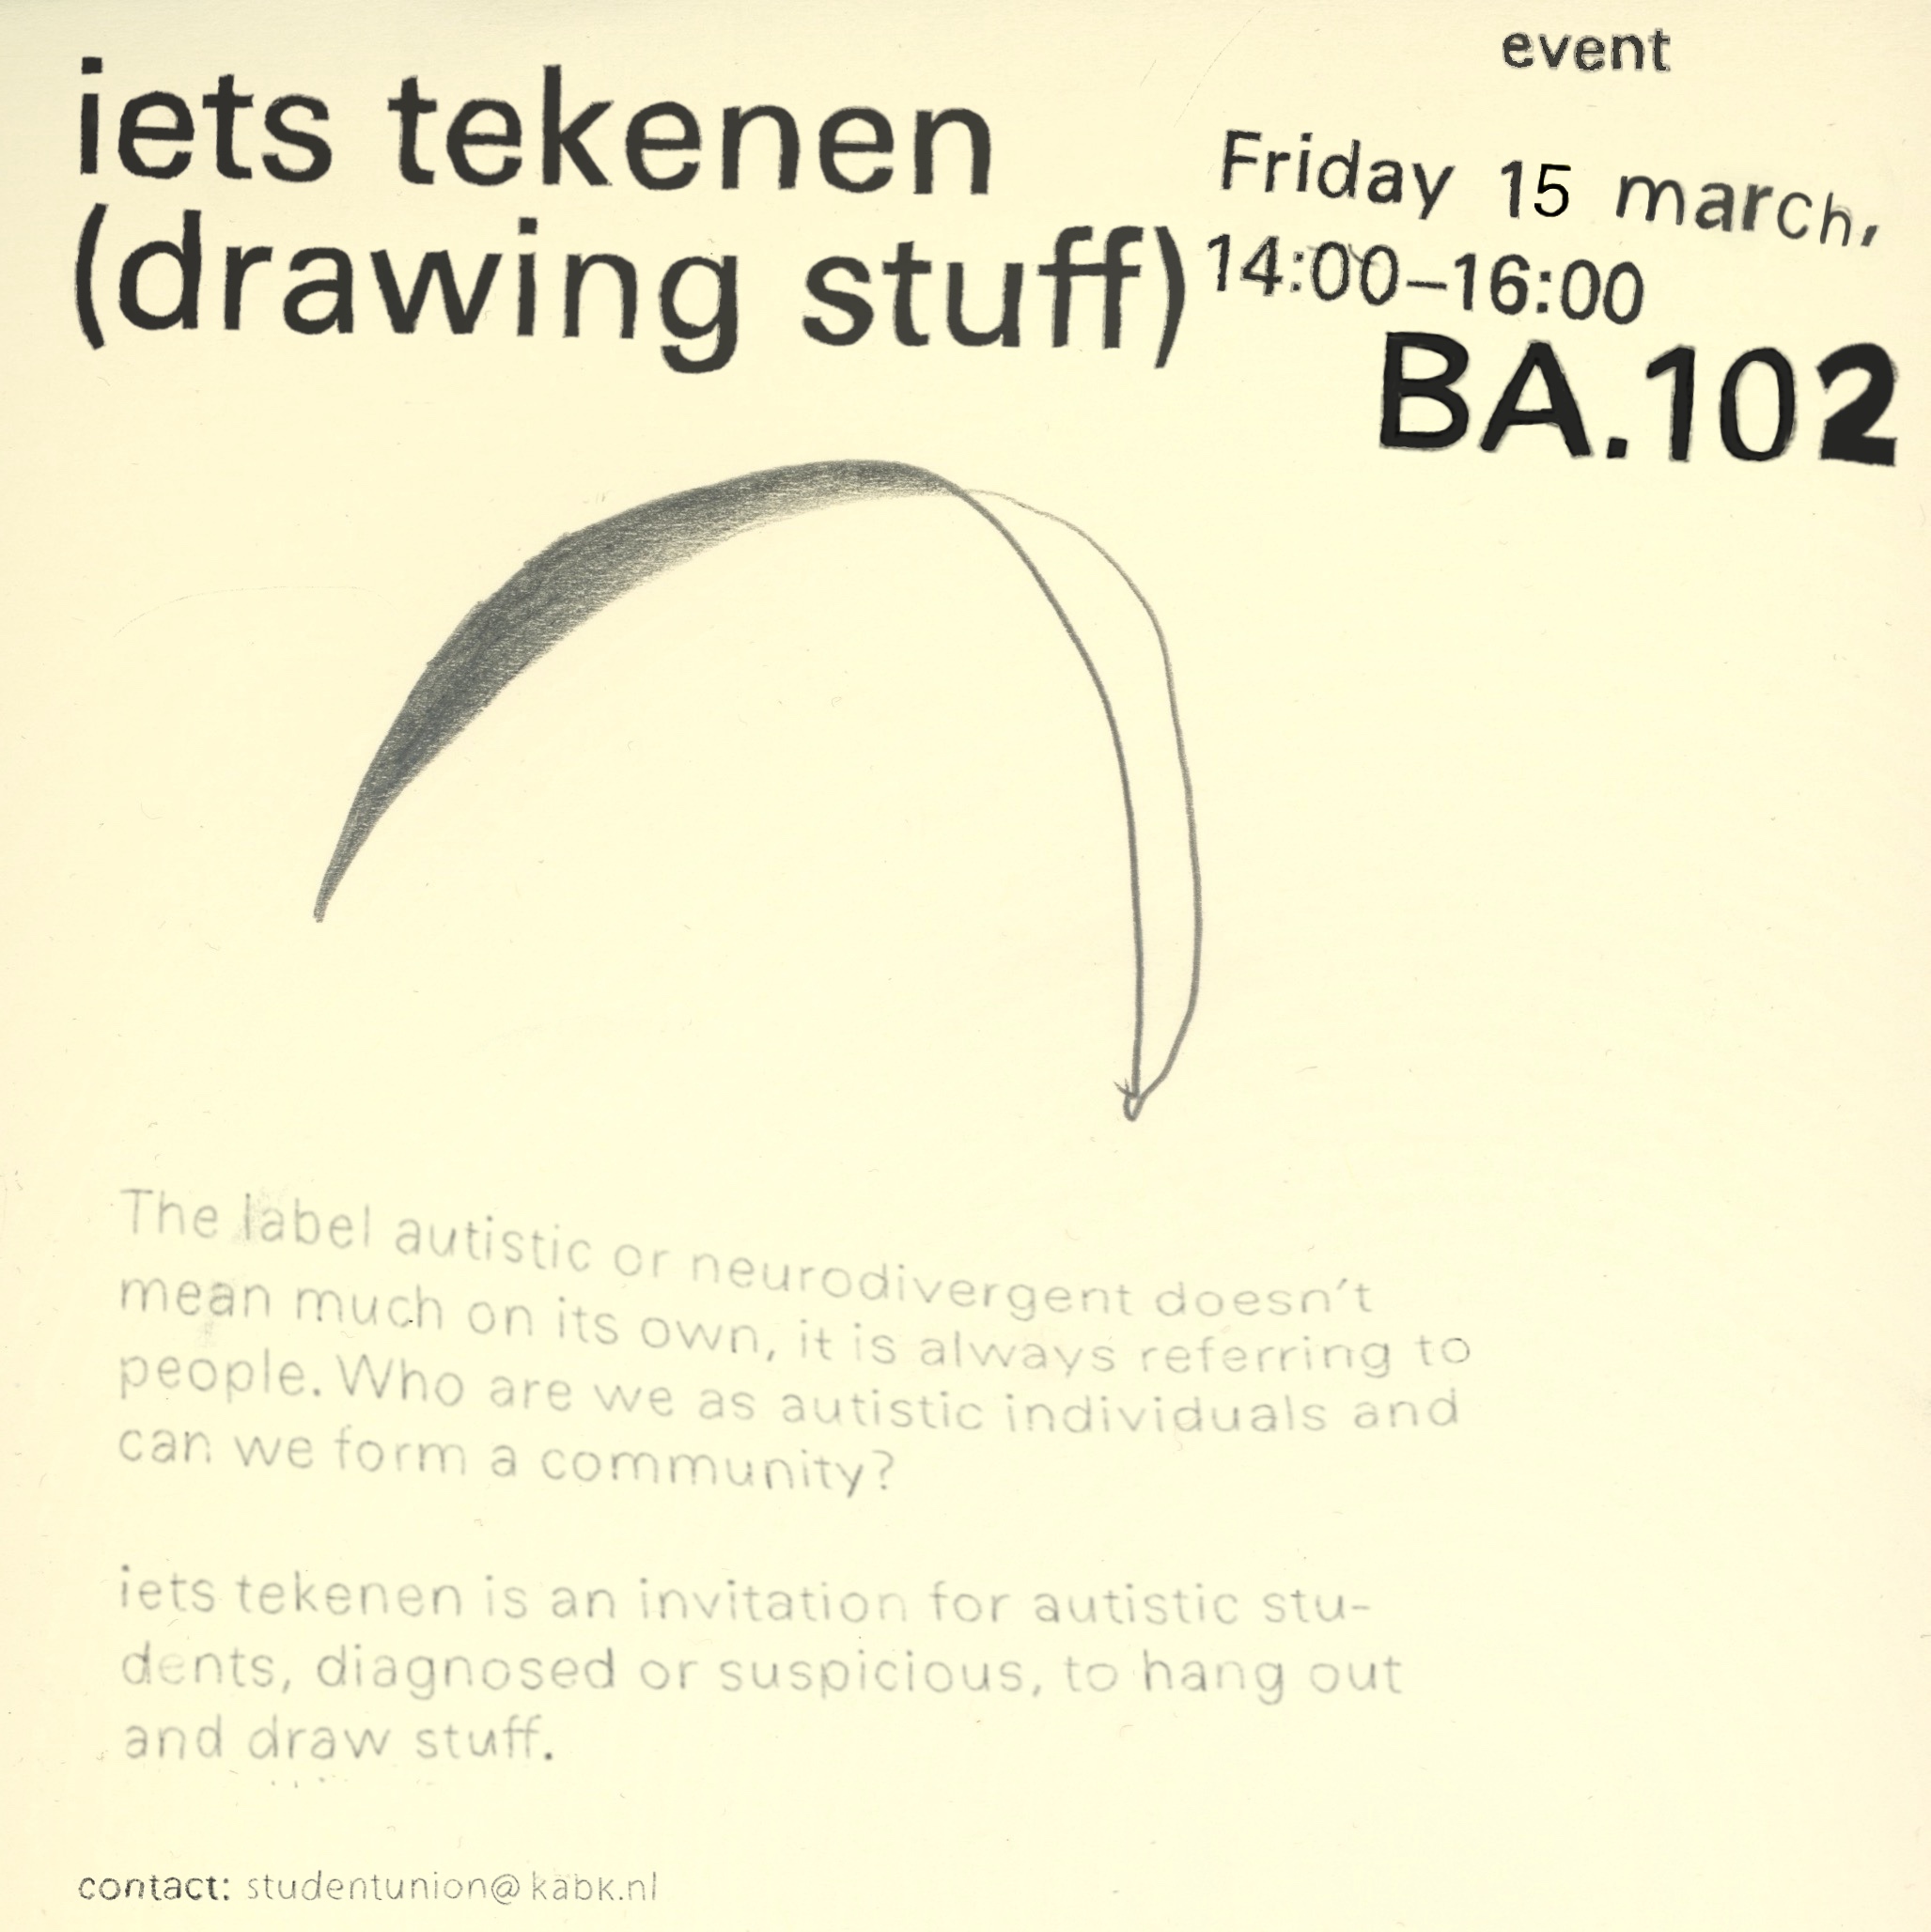 event
iets tekenen
(drawing stuff)
Friday 15 march,
14:00–16:00
BA.102
The label autistic or neurodivergent doesn't
mean much on its own, it is always referring to
people. Who are we as autistic individuals and
can we form a community?
iets tekenen is an invitation for autistic stu-
dents, diagnosed or suspicious, to hang out
and draw stuff.
contact: studentunion@kabk.nl